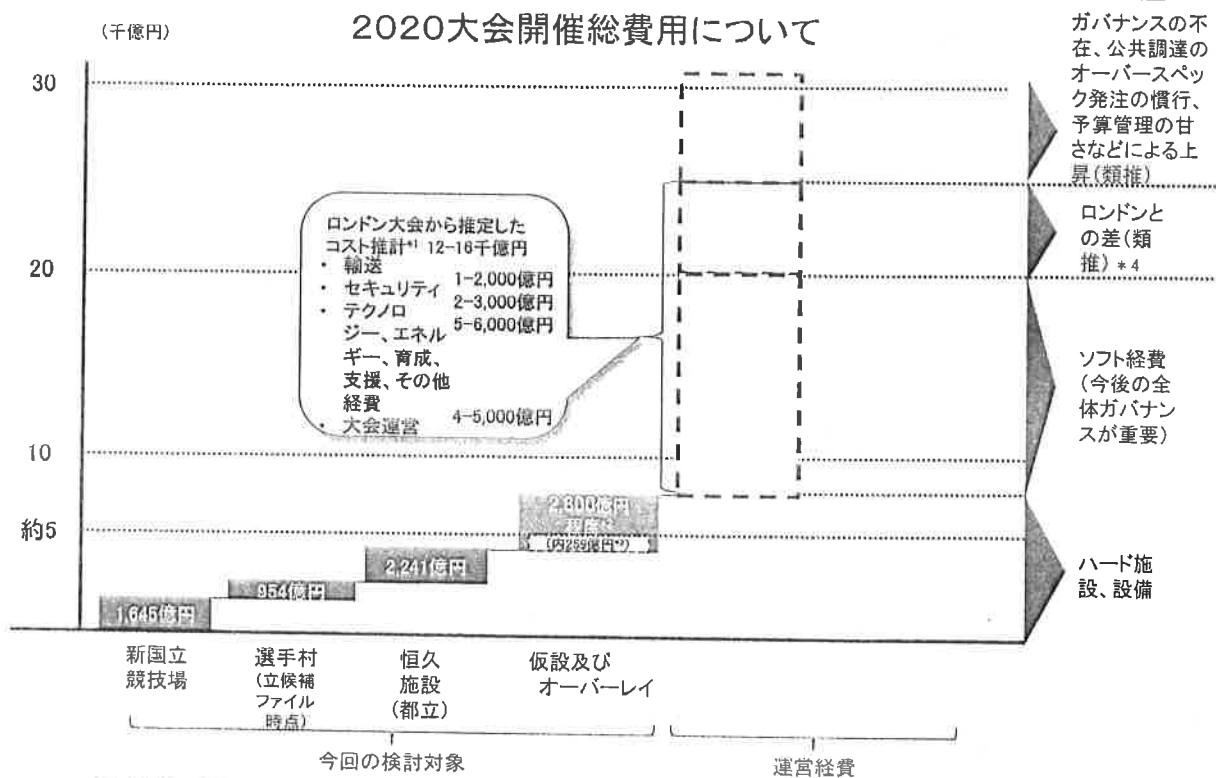 2020大会開催総費用について
(千億円)
30
20
10
約5
ロンドン大会から推定した
コスト推計*1 12-16千億円
・ 輸送
1-2,000億円
・ セキュリティ
2-3,000億円
・ テクノロ
5-6,000億円
ジー、エネル
ギー、育成、
支援、その他
経費
・ 大会運営
4-5,000億円
1,645億円
954億円
2,241億円
2,800億円
程度
(内259億円)
新国立
競技場
選手村
(立候補
ファイル
時点)
恒久
施設
(都立)
仮設及び
オーバーレイ
今回の検討対象
運営経費
ガバナンスの不
在、公共調達の
オーバースペッ
ク発注の慣行、
予算管理の甘
さなどによる上
昇(類推)
ロンドンと
の差(類
推) *4
ソフト経費
(今後の全
体ガバナン
スが重要)
ハード施
設、設備